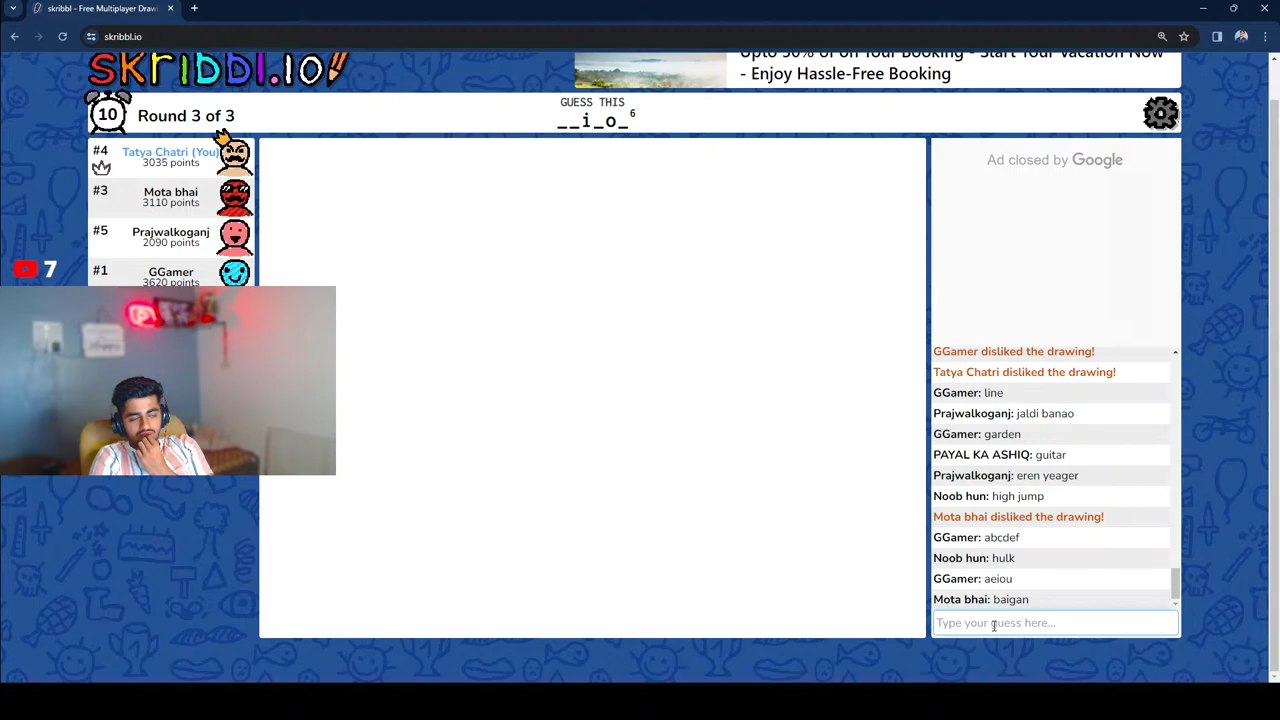 skribbl - Free Multiplayer Draw
skribbl.io
skribbl.io
Upto 50% Off on Your Booking - Start Your Vacation Now
- Enjoy Hassle-Free Booking
10
Round 3 of 3
GUESS THIS
__i_o_ 6
#4
Tatya Chatri (You)
3035 points
#3
Mota bhai
3110 points
#5
Prajwalkoganj
2090 points
#1
GGamer
3620 points
7
Ad closed by Google
GGamer disliked the drawing!
Tatya Chatri disliked the drawing!
GGamer: line
Prajwalkoganj: jaldi banao
GGamer: garden
PAYAL KA ASHIQ: guitar
Prajwalkoganj: eren yeager
Noob hun: high jump
Mota bhai disliked the drawing!
GGamer: abcdef
Noob hun: hulk
GGamer: aeiou
Mota bhai: baigan
Type your guess here...